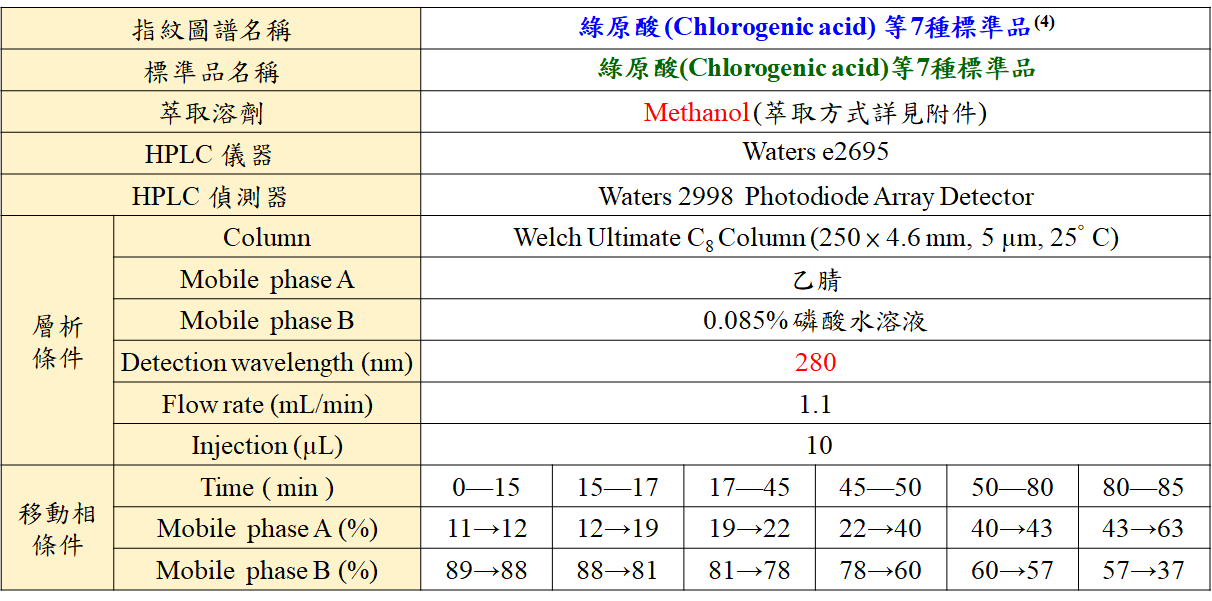 指紋圖譜名稱 綠原酸(Chlorogenic acid) 等7種標準品(4)
標準品名稱 綠原酸(Chlorogenic acid)等7種標準品
萃取溶劑 Methanol(萃取方式詳見附件)
HPLC 儀器 Waters e2695
HPLC 偵測器 Waters 2998 Photodiode Array Detector
層析條件
Column Welch Ultimate C8 Column (250 × 4.6 mm, 5 μm, 25° C)
Mobile phase A 乙腈
Mobile phase B 0.085% 磷酸水溶液
Detection wavelength (nm) 280
Flow rate (mL/min) 1.1
Injection (μL) 10
移動相條件
Time ( min ) 0—15 15—17 17—45 45—50 50—80 80—85
Mobile phase A (%) 11→12 12→19 19→22 22→40 40→43 43→63
Mobile phase B (%) 89→88 88→81 81→78 78→60 60→57 57→37